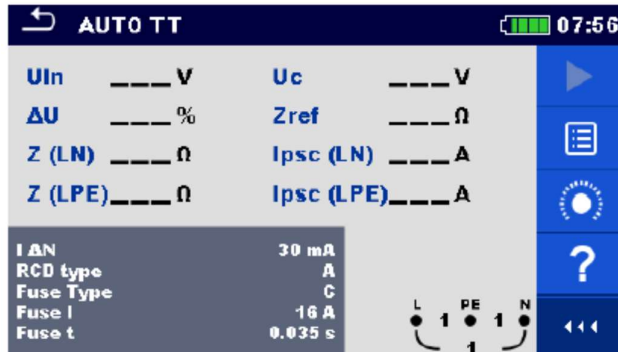 AUTO TT 07:56
Uln ___V Uc ___V
ΔU ___% Zref ___Ω
Z (LN) ___Ω Ipsc (LN) ___A
Z (LPE)___Ω Ipsc (LPE)___A
I ΔN 30 mA
RCD type A
Fuse Type C
Fuse I 16 A
Fuse t 0.035 s
L PE N
1 1
1
?